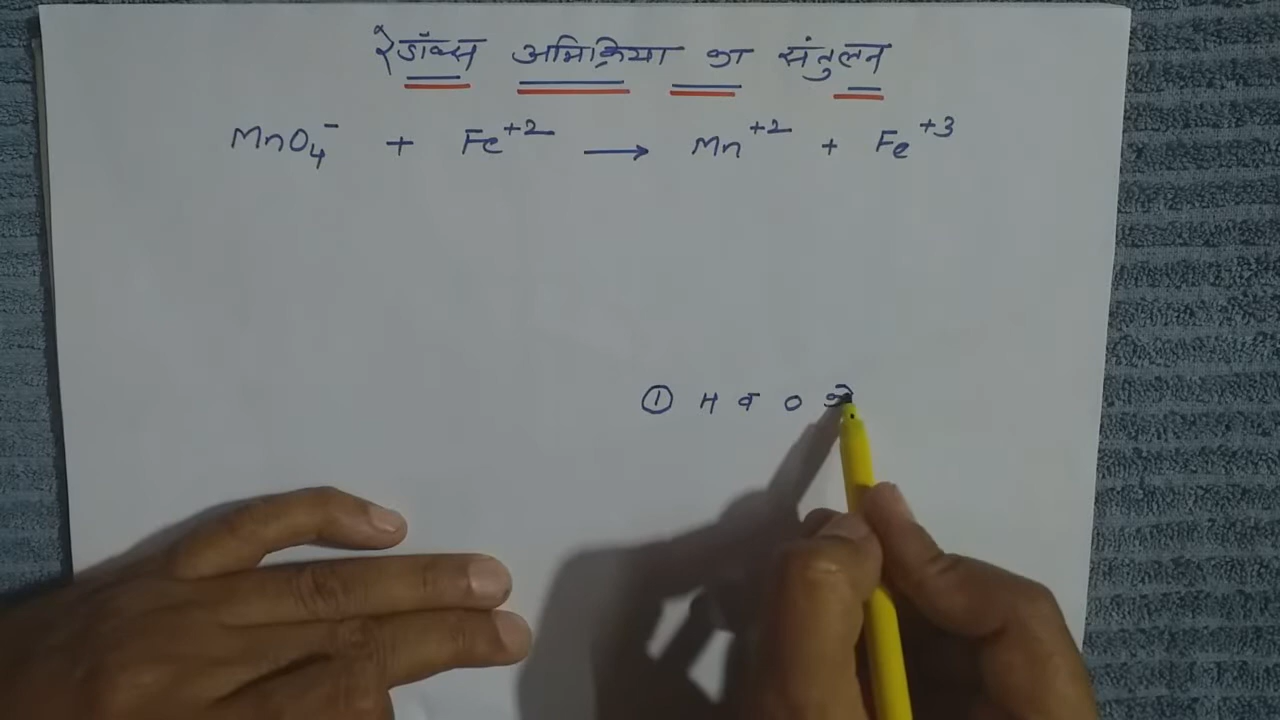 रेडॉक्स अभिक्रिया का संतुलन
MnO₄⁻ + Fe⁺² → Mn⁺² + Fe⁺³
① H व O के